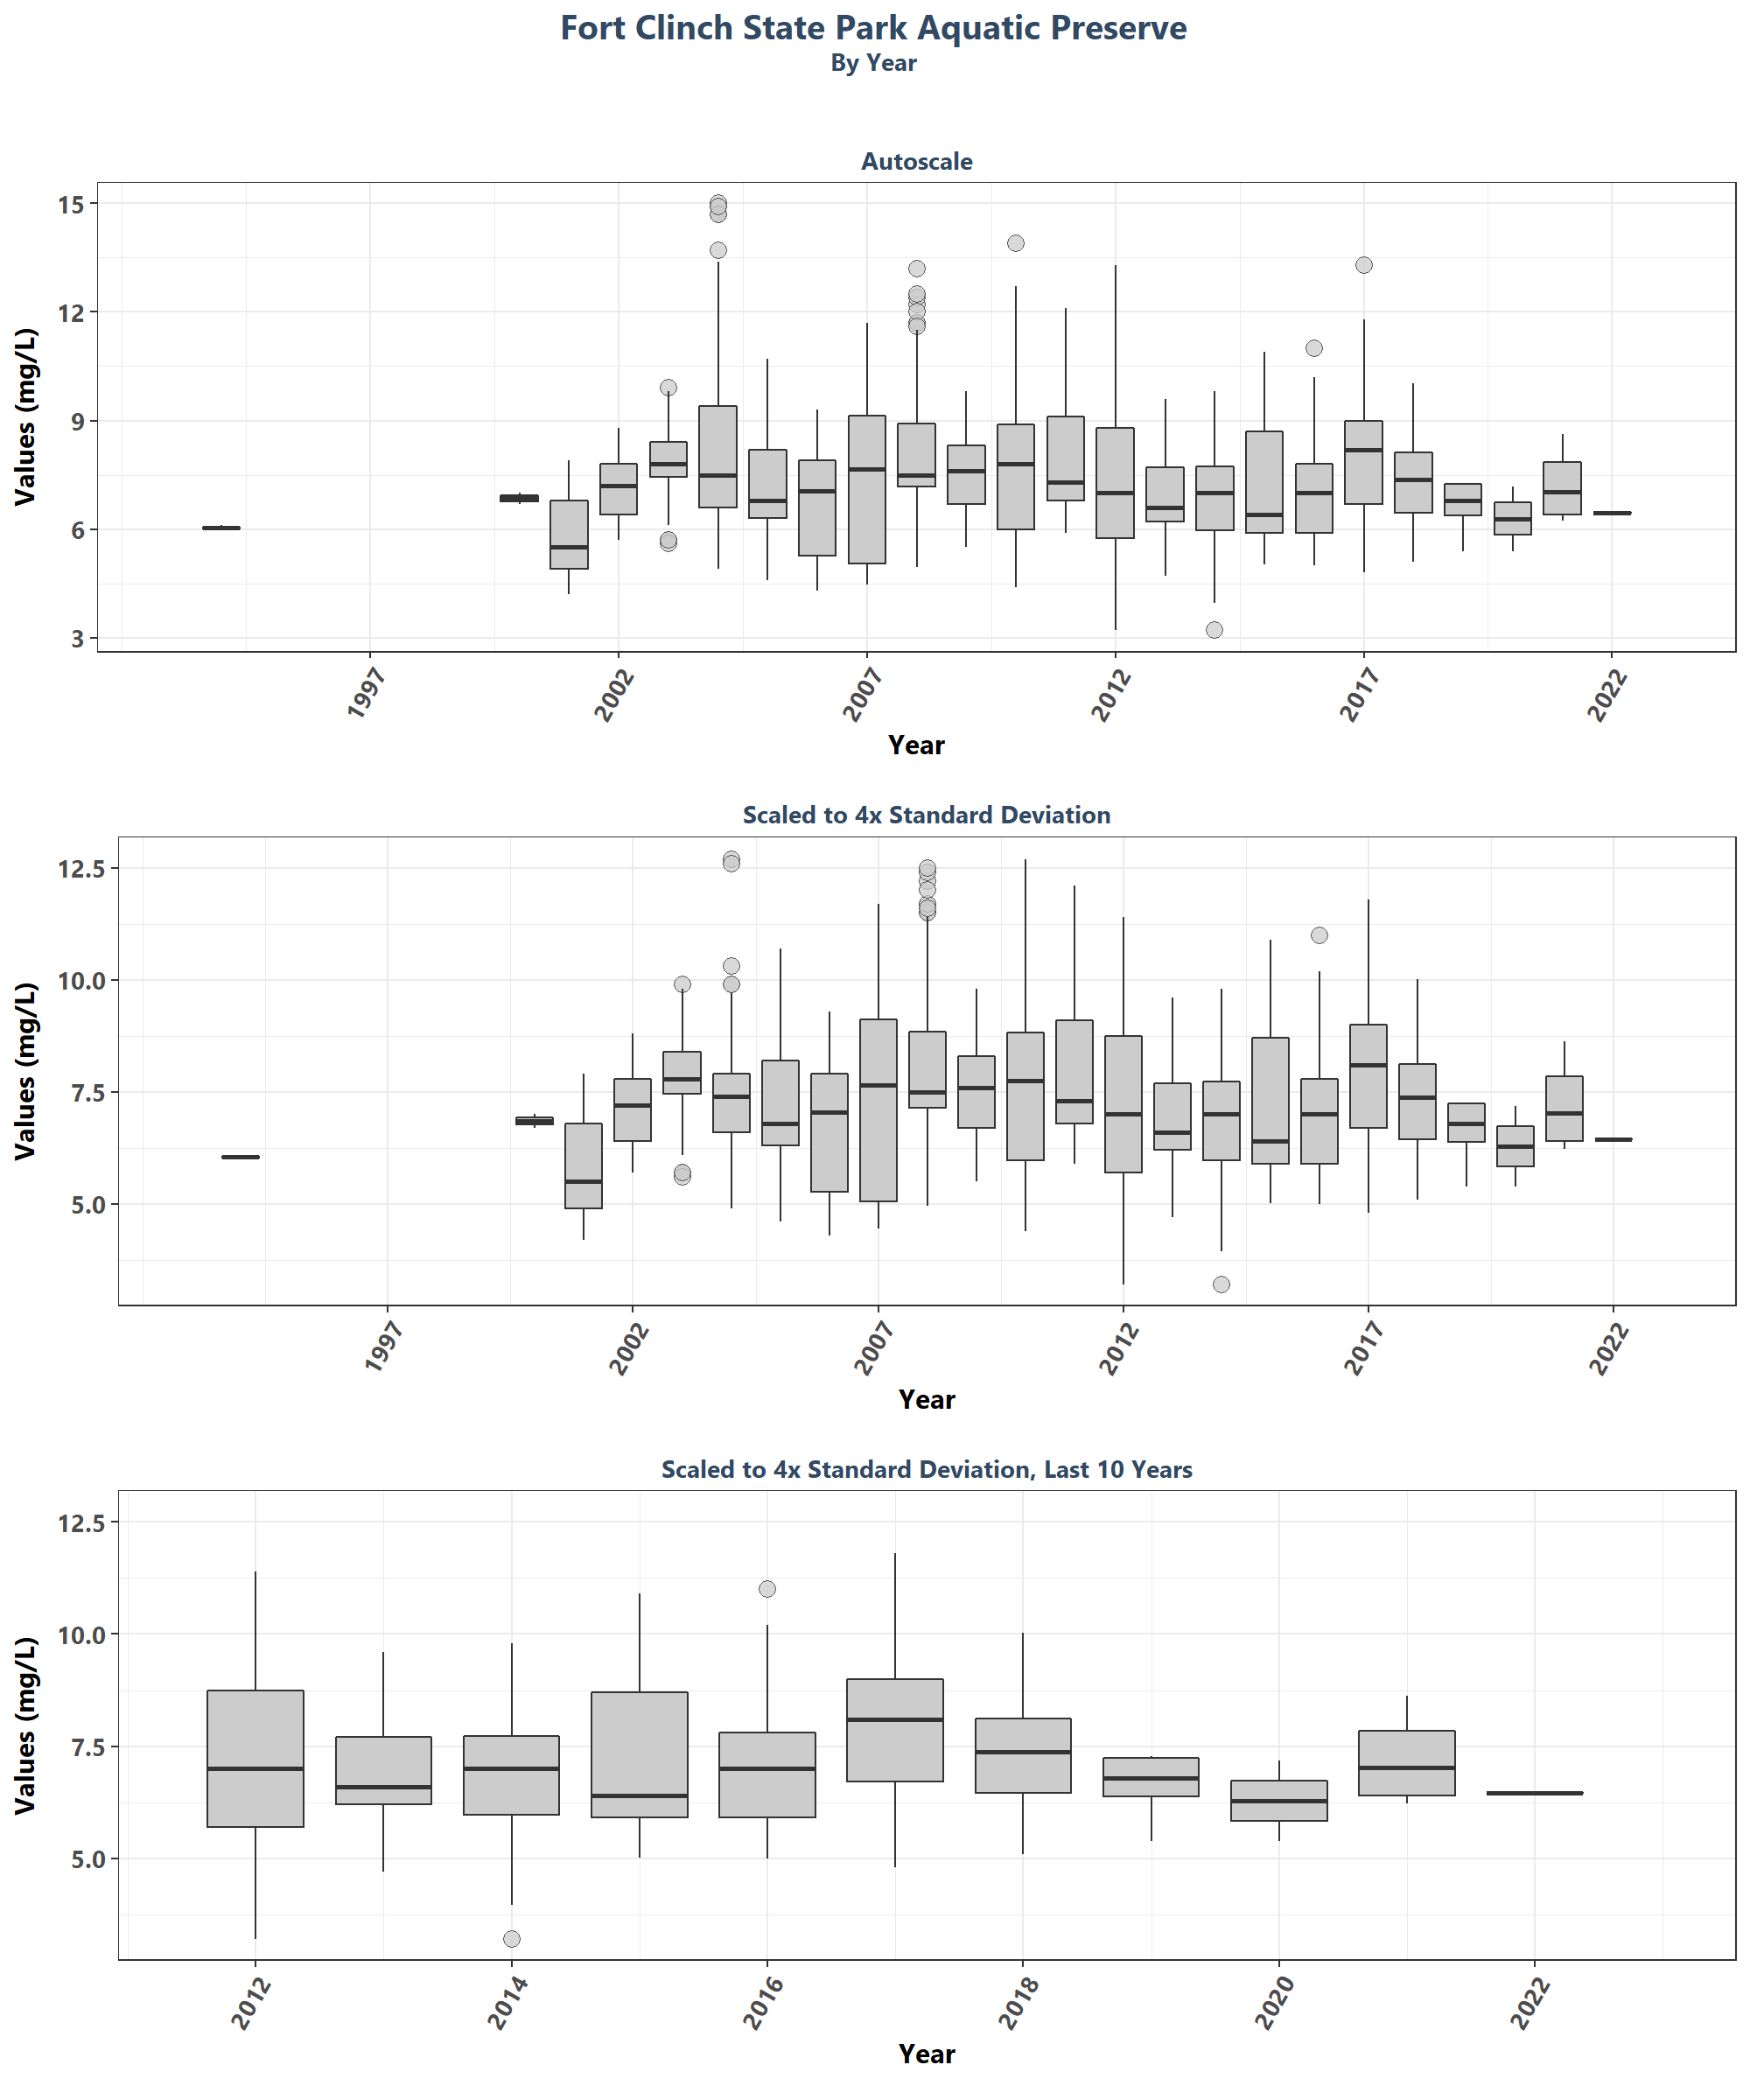 Fort Clinch State Park Aquatic Preserve
By Year
Autoscale
Values (mg/L)
15
12
9
6
3
1997
2002
2007
2012
2017
2022
Year
Scaled to 4x Standard Deviation
Values (mg/L)
12.5
10.0
7.5
5.0
1997
2002
2007
2012
2017
2022
Year
Scaled to 4x Standard Deviation, Last 10 Years
Values (mg/L)
12.5
10.0
7.5
5.0
2012
2014
2016
2018
2020
2022
Year